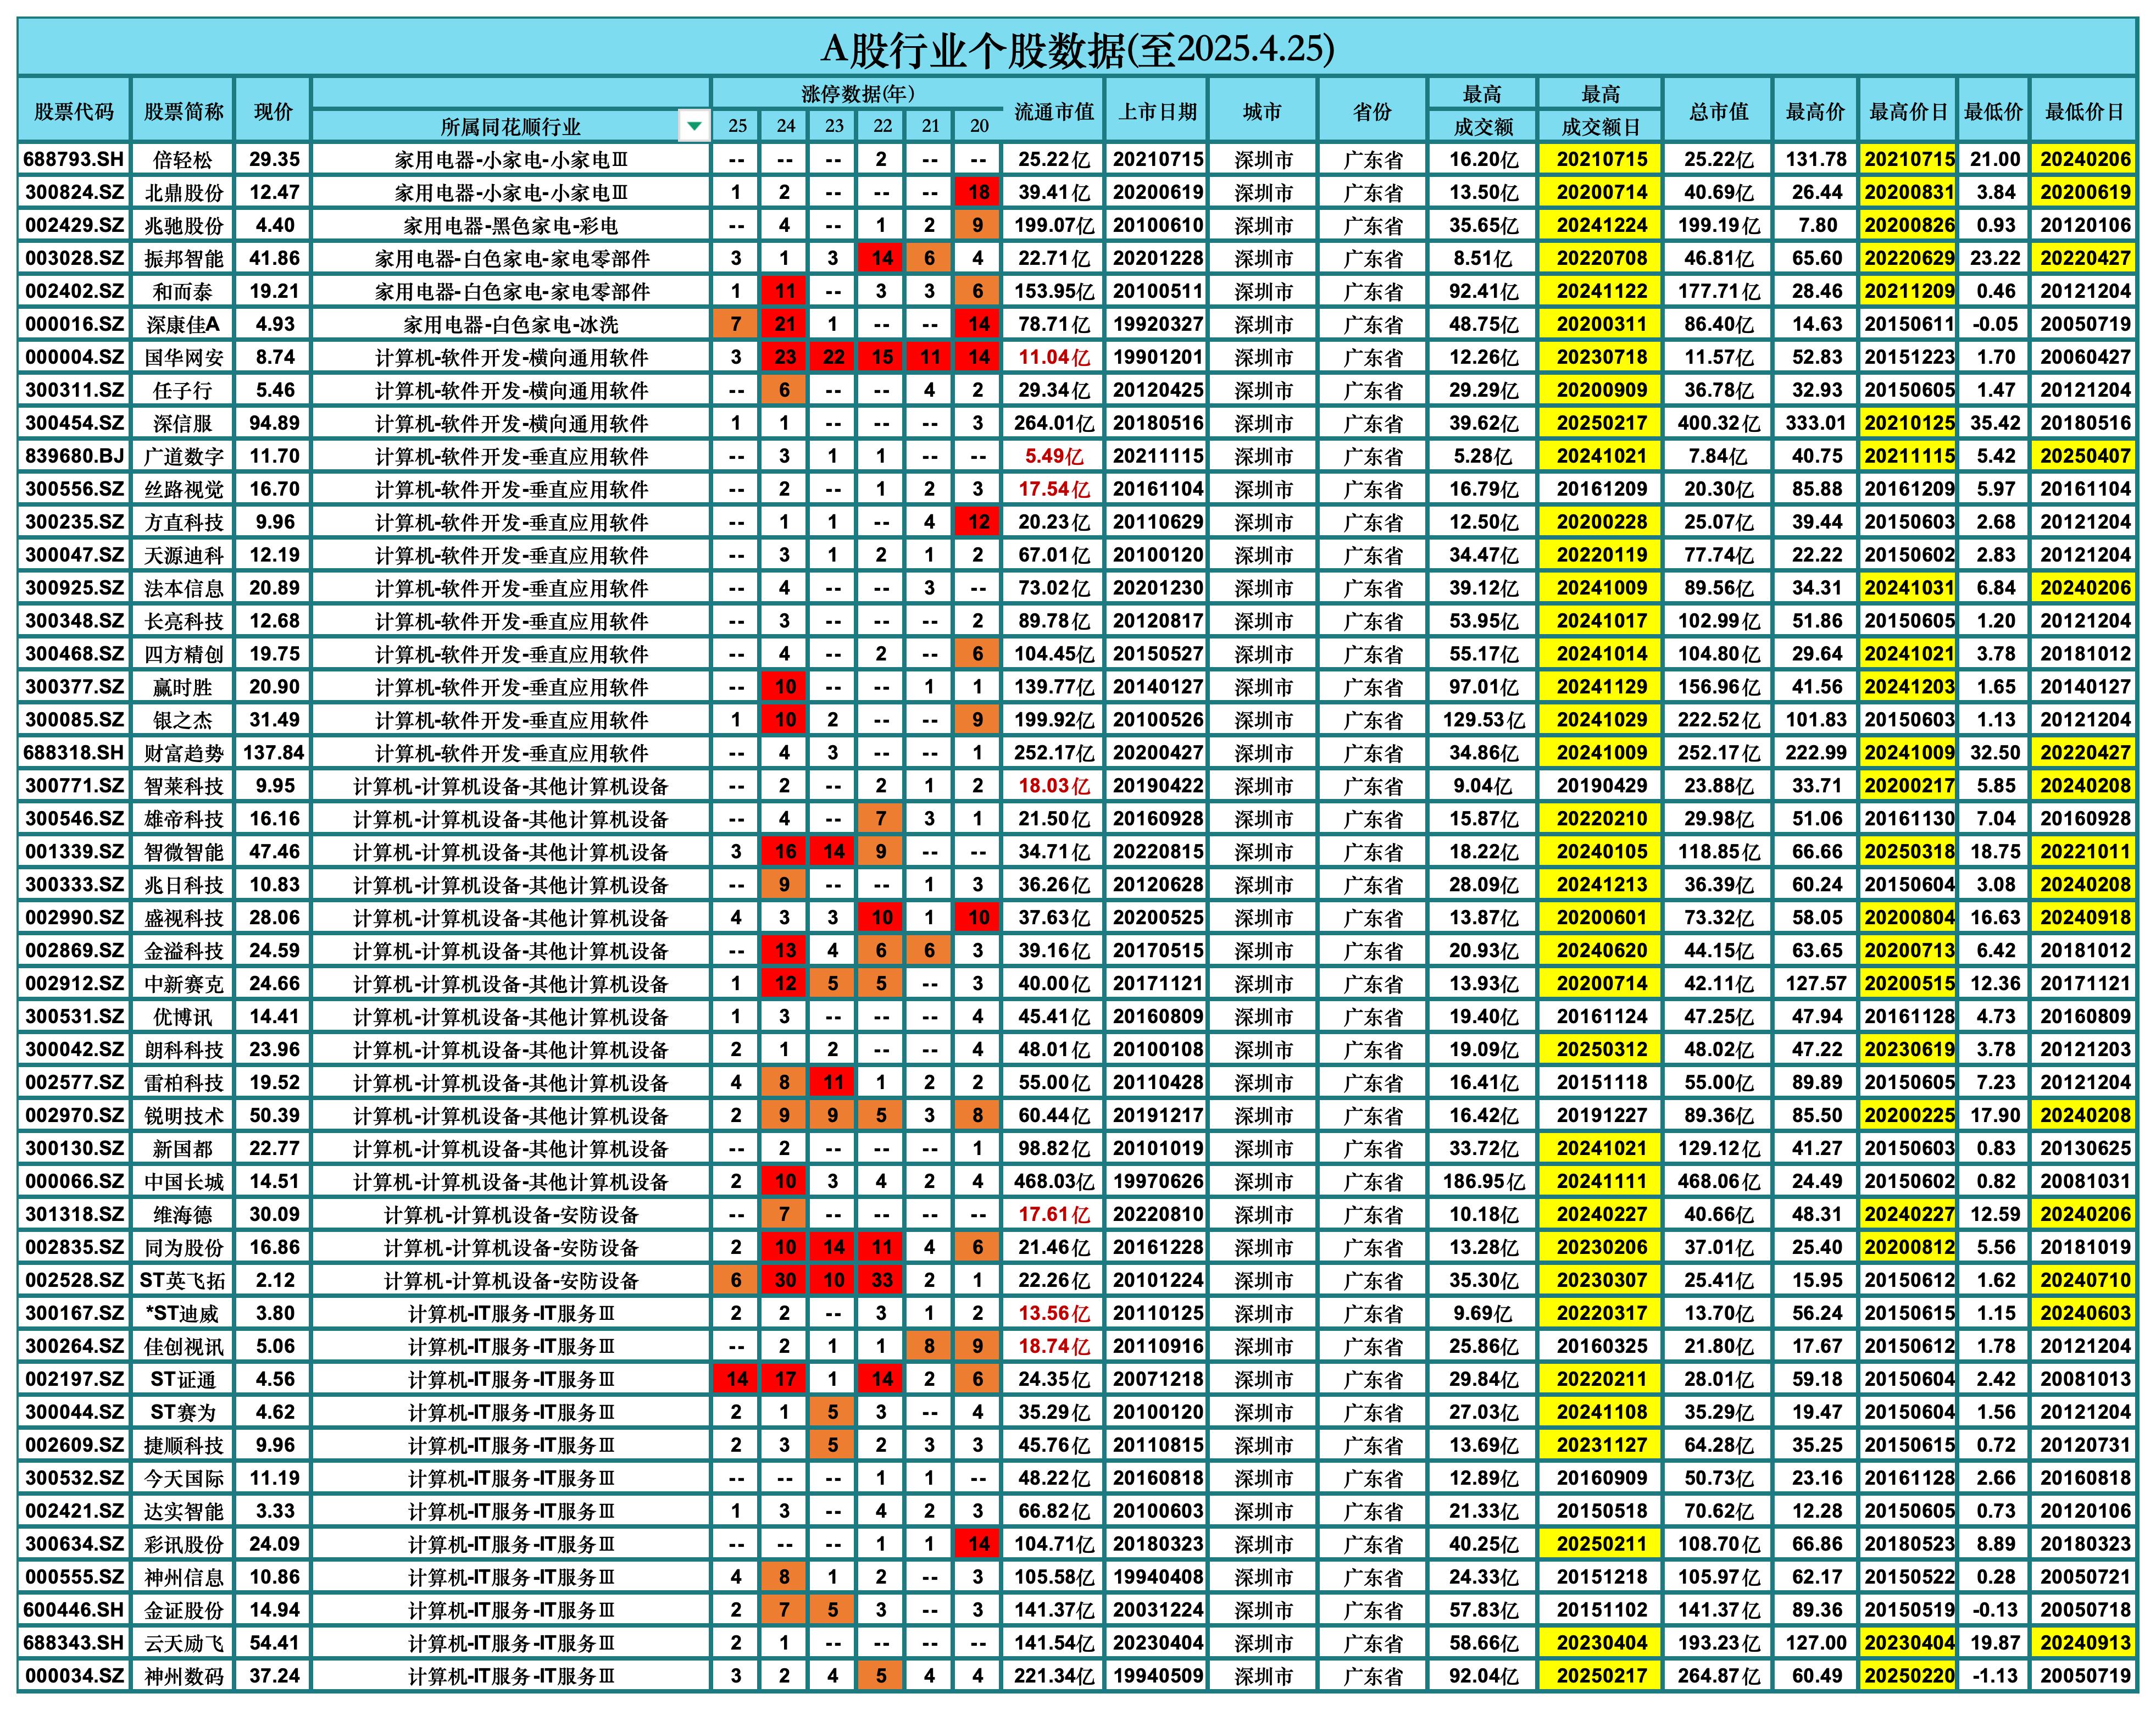 A股行业个股数据(至2025.4.25)
股票代码 股票简称 现价 所属同花顺行业 涨停数据(年) 25 24 23 22 21 20 流通市值 上市日期 城市 省份 最高成交额 最高成交额日 总市值 最高价 最高价日 最低价 最低价日
688793.SH 倍轻松 29.35 家用电器-小家电-小家电Ⅲ -- -- -- 2 -- -- 25.22亿 20210715 深圳市 广东省 16.20亿 20210715 25.22亿 131.78 20210715 21.00 20240206
300824.SZ 北鼎股份 12.47 家用电器-小家电-小家电Ⅲ 1 2 -- -- -- 18 39.41亿 20200619 深圳市 广东省 13.50亿 20200714 40.69亿 26.44 20200831 3.84 20200619
002429.SZ 兆驰股份 4.40 家用电器-黑色家电-彩电 -- 4 -- 1 2 9 199.07亿 20100610 深圳市 广东省 35.65亿 20241224 199.19亿 7.80 20200826 0.93 20120106
003028.SZ 振邦智能 41.86 家用电器-白色家电-家电零部件 3 1 3 14 6 4 22.71亿 20201228 深圳市 广东省 8.51亿 20220708 46.81亿 65.60 20220629 23.22 20220427
002402.SZ 和而泰 19.21 家用电器-白色家电-家电零部件 1 11 -- 3 3 6 153.95亿 20100511 深圳市 广东省 92.41亿 20241122 177.71亿 28.46 20211209 0.46 20121204
000016.SZ 深康佳A 4.93 家用电器-白色家电-冰洗 7 21 1 -- -- 14 78.71亿 19920327 深圳市 广东省 48.75亿 20200311 86.40亿 14.63 20150611 -0.05 20050719
000004.SZ 国华网安 8.74 计算机-软件开发-横向通用软件 3 23 22 15 11 14 11.04亿 19901201 深圳市 广东省 12.26亿 20230718 11.57亿 52.83 20151223 1.70 20060427
300311.SZ 任子行 5.46 计算机-软件开发-横向通用软件 -- 6 -- -- 4 2 29.34亿 20120425 深圳市 广东省 29.29亿 20200909 36.78亿 32.93 20150605 1.47 20121204
300454.SZ 深信服 94.89 计算机-软件开发-横向通用软件 1 1 -- -- -- 3 264.01亿 20180516 深圳市 广东省 39.62亿 20250217 400.32亿 333.01 20210125 35.42 20180516
839680.BJ 广道数字 11.70 计算机-软件开发-垂直应用软件 -- 3 1 1 -- -- 5.49亿 20211115 深圳市 广东省 5.28亿 20241021 7.84亿 40.75 20211115 5.42 20250407
300556.SZ 丝路视觉 16.70 计算机-软件开发-垂直应用软件 -- 2 -- 1 2 3 17.54亿 20161104 深圳市 广东省 16.79亿 20161209 20.30亿 85.88 20161209 5.97 20161104
300235.SZ 方直科技 9.96 计算机-软件开发-垂直应用软件 -- 1 1 -- 4 12 20.23亿 20110629 深圳市 广东省 12.50亿 20200228 25.07亿 39.44 20150603 2.68 20121204
300047.SZ 天源迪科 12.19 计算机-软件开发-垂直应用软件 -- 3 1 2 1 2 67.01亿 20100120 深圳市 广东省 34.47亿 20220119 77.74亿 22.22 20150602 2.83 20121204
300925.SZ 法本信息 20.89 计算机-软件开发-垂直应用软件 -- 4 -- -- 3 -- 73.02亿 20201230 深圳市 广东省 39.12亿 20241009 89.56亿 34.31 20241031 6.84 20240206
300348.SZ 长亮科技 12.68 计算机-软件开发-垂直应用软件 -- 3 -- -- -- 2 89.78亿 20120817 深圳市 广东省 53.95亿 20241017 102.99亿 51.86 20150605 1.20 20121204
300468.SZ 四方精创 19.75 计算机-软件开发-垂直应用软件 -- 4 -- 2 -- 6 104.45亿 20150527 深圳市 广东省 55.17亿 20241014 104.80亿 29.64 20241021 3.78 20181012
300377.SZ 赢时胜 20.90 计算机-软件开发-垂直应用软件 -- 10 -- -- 1 1 139.77亿 20140127 深圳市 广东省 97.01亿 20241129 156.96亿 41.56 20241203 1.65 20140127
300085.SZ 银之杰 31.49 计算机-软件开发-垂直应用软件 1 10 2 -- -- 9 199.92亿 20100526 深圳市 广东省 129.53亿 20241029 222.52亿 101.83 20150603 1.13 20121204
688318.SH 财富趋势 137.84 计算机-软件开发-垂直应用软件 -- 4 3 -- -- 1 252.17亿 20200427 深圳市 广东省 34.86亿 20241009 252.17亿 222.99 20241009 32.50 20220427
300771.SZ 智莱科技 9.95 计算机-计算机设备-其他计算机设备 -- 2 -- 2 1 2 18.03亿 20190422 深圳市 广东省 9.04亿 20190429 23.88亿 33.71 20200217 5.85 20240208
300546.SZ 雄帝科技 16.16 计算机-计算机设备-其他计算机设备 -- 4 -- 7 3 1 21.50亿 20160928 深圳市 广东省 15.87亿 20220210 29.98亿 51.06 20161130 7.04 20160928
001339.SZ 智微智能 47.46 计算机-计算机设备-其他计算机设备 3 16 14 9 -- -- 34.71亿 20220815 深圳市 广东省 18.22亿 20240105 118.85亿 66.66 20250318 18.75 20221011
300333.SZ 兆日科技 10.83 计算机-计算机设备-其他计算机设备 -- 9 -- -- 1 3 36.26亿 20120628 深圳市 广东省 28.09亿 20241213 36.39亿 60.24 20150604 3.08 20240208
002990.SZ 盛视科技 28.06 计算机-计算机设备-其他计算机设备 4 3 3 10 1 10 37.63亿 20200525 深圳市 广东省 13.87亿 20200601 73.32亿 58.05 20200804 16.63 20240918
002869.SZ 金溢科技 24.59 计算机-计算机设备-其他计算机设备 -- 13 4 6 6 3 39.16亿 20170515 深圳市 广东省 20.93亿 20240620 44.15亿 63.65 20200713 6.42 20181012
002912.SZ 中新赛克 24.66 计算机-计算机设备-其他计算机设备 1 12 5 5 -- 3 40.00亿 20171121 深圳市 广东省 13.93亿 20200714 42.11亿 127.57 20200515 12.36 20171121
300531.SZ 优博讯 14.41 计算机-计算机设备-其他计算机设备 1 3 -- -- -- 4 45.41亿 20160809 深圳市 广东省 19.40亿 20161124 47.25亿 47.94 20161128 4.73 20160809
300042.SZ 朗科科技 23.96 计算机-计算机设备-其他计算机设备 2 1 2 -- -- 4 48.01亿 20100108 深圳市 广东省 19.09亿 20250312 48.02亿 47.22 20230619 3.78 20121203
002577.SZ 雷柏科技 19.52 计算机-计算机设备-其他计算机设备 4 8 11 1 2 2 55.00亿 20110428 深圳市 广东省 16.41亿 20151118 55.00亿 89.89 20150605 7.23 20121204
002970.SZ 锐明技术 50.39 计算机-计算机设备-其他计算机设备 2 9 9 5 3 8 60.44亿 20191217 深圳市 广东省 16.42亿 20191227 89.36亿 85.50 20200225 17.90 20240208
300130.SZ 新国都 22.77 计算机-计算机设备-其他计算机设备 -- 2 -- -- -- 1 98.82亿 20101019 深圳市 广东省 33.72亿 20241021 129.12亿 41.27 20150603 0.83 20130625
000066.SZ 中国长城 14.51 计算机-计算机设备-其他计算机设备 2 10 3 4 2 4 468.03亿 19970626 深圳市 广东省 186.95亿 20241111 468.06亿 24.49 20150602 0.82 20081031
301318.SZ 维海德 30.09 计算机-计算机设备-安防设备 -- 7 -- -- -- -- 17.61亿 20220810 深圳市 广东省 10.18亿 20240227 40.66亿 48.31 20240227 12.59 20240206
002835.SZ 同为股份 16.86 计算机-计算机设备-安防设备 2 10 14 11 4 6 21.46亿 20161228 深圳市 广东省 13.28亿 20230206 37.01亿 25.40 20200812 5.56 20181019
002528.SZ ST英飞拓 2.12 计算机-计算机设备-安防设备 6 30 10 33 2 1 22.26亿 20101224 深圳市 广东省 35.30亿 20230307 25.41亿 15.95 20150612 1.62 20240710
300167.SZ *ST迪威 3.80 计算机-IT服务-IT服务Ⅲ 2 2 -- 3 1 2 13.56亿 20110125 深圳市 广东省 9.69亿 20220317 13.70亿 56.24 20150615 1.15 20240603
300264.SZ 佳创视讯 5.06 计算机-IT服务-IT服务Ⅲ -- 2 1 1 8 9 18.74亿 20110916 深圳市 广东省 25.86亿 20160325 21.80亿 17.67 20150612 1.78 20121204
002197.SZ ST证通 4.56 计算机-IT服务-IT服务Ⅲ 14 17 1 14 2 6 24.35亿 20071218 深圳市 广东省 29.84亿 20220211 28.01亿 59.18 20150604 2.42 20081013
300044.SZ ST赛为 4.62 计算机-IT服务-IT服务Ⅲ 2 1 5 3 -- 4 35.29亿 20100120 深圳市 广东省 27.03亿 20241108 35.29亿 19.47 20150604 1.56 20121204
002609.SZ 捷顺科技 9.96 计算机-IT服务-IT服务Ⅲ 2 3 5 2 3 3 45.76亿 20110815 深圳市 广东省 13.69亿 20231127 64.28亿 35.25 20150615 0.72 20120731
300532.SZ 今天国际 11.19 计算机-IT服务-IT服务Ⅲ -- -- -- 1 1 -- 48.22亿 20160818 深圳市 广东省 12.89亿 20160909 50.73亿 23.16 20161128 2.66 20160818
002421.SZ 达实智能 3.33 计算机-IT服务-IT服务Ⅲ 1 3 -- 4 2 3 66.82亿 20100603 深圳市 广东省 21.33亿 20150518 70.62亿 12.28 20150605 0.73 20120106
300634.SZ 彩讯股份 24.09 计算机-IT服务-IT服务Ⅲ -- -- -- 1 1 14 104.71亿 20180323 深圳市 广东省 40.25亿 20250211 108.70亿 66.86 20180523 8.89 20180323
000555.SZ 神州信息 10.86 计算机-IT服务-IT服务Ⅲ 4 8 1 2 -- 3 105.58亿 19940408 深圳市 广东省 24.33亿 20151218 105.97亿 62.17 20150522 0.28 20050721
600446.SH 金证股份 14.94 计算机-IT服务-IT服务Ⅲ 2 7 5 3 -- 3 141.37亿 20031224 深圳市 广东省 57.83亿 20151102 141.37亿 89.36 20150519 -0.13 20050718
688343.SH 云天励飞 54.41 计算机-IT服务-IT服务Ⅲ 2 1 -- -- -- -- 141.54亿 20230404 深圳市 广东省 58.66亿 20230404 193.23亿 127.00 20230404 19.87 20240913
000034.SZ 神州数码 37.24 计算机-IT服务-IT服务Ⅲ 3 2 4 5 4 4 221.34亿 19940509 深圳市 广东省 92.04亿 20250217 264.87亿 60.49 20250220 -1.13 20050719